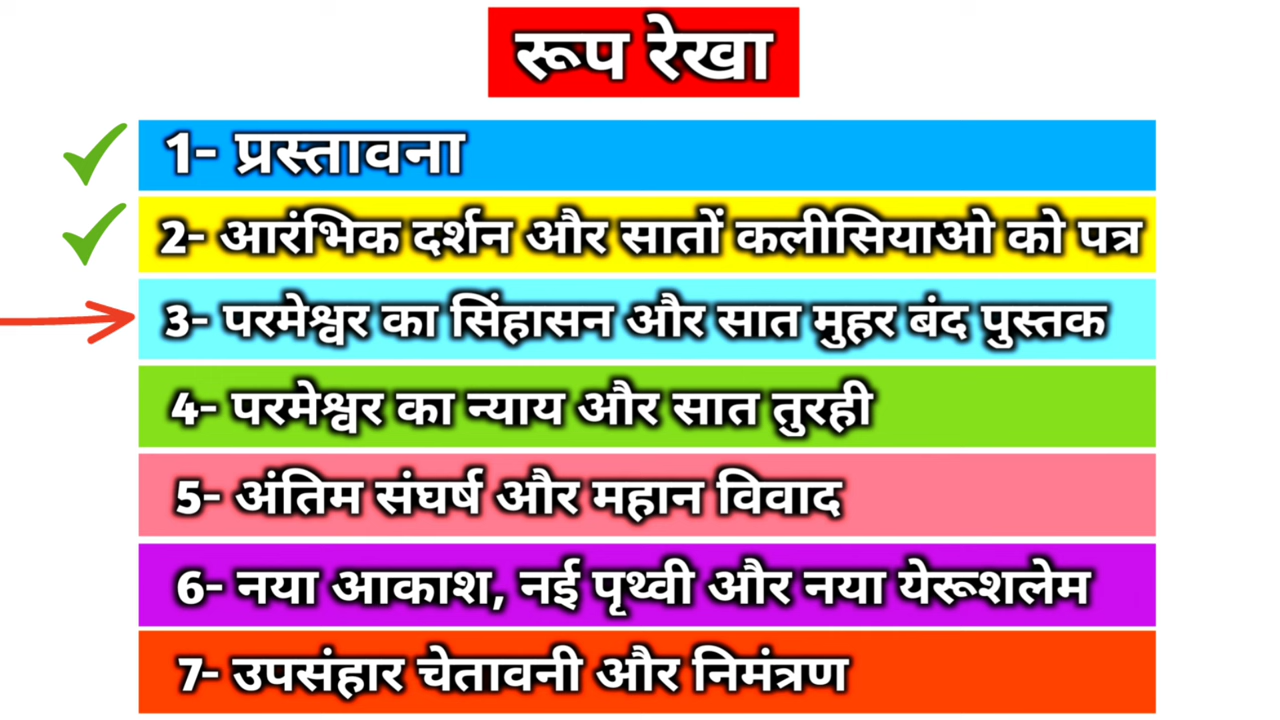 रूप रेखा
1- प्रस्तावना
2- आरंभिक दर्शन और सातों कलीसियाओ को पत्र
3- परमेश्वर का सिंहासन और सात मुहर बंद पुस्तक
4- परमेश्वर का न्याय और सात तुरही
5- अंतिम संघर्ष और महान विवाद
6- नया आकाश, नई पृथ्वी और नया येरूशलेम
7- उपसंहार चेतावनी और निमंत्रण